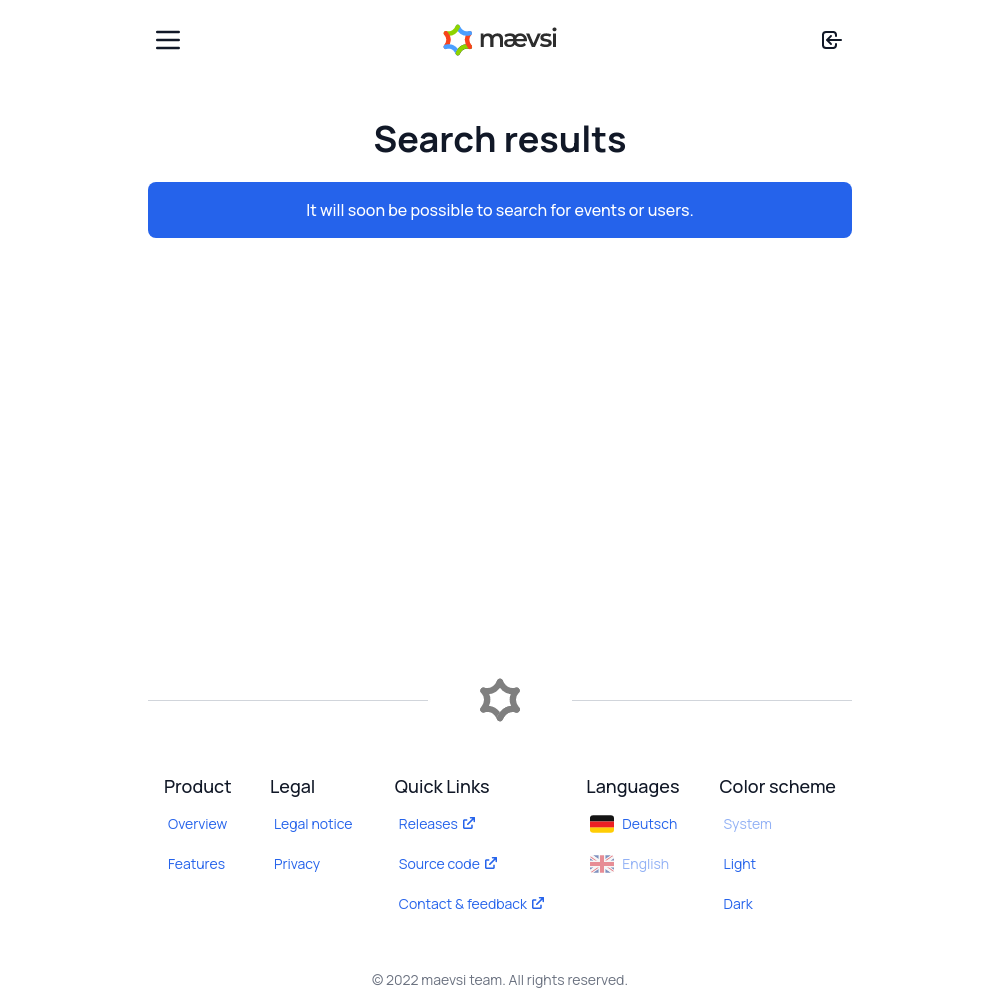 mævsi
Search results
It will soon be possible to search for events or users.
Product
Overview
Features
Legal
Legal notice
Privacy
Quick Links
Releases
Source code
Contact & feedback
Languages
Deutsch
English
Color scheme
System
Light
Dark
© 2022 maevsi team. All rights reserved.